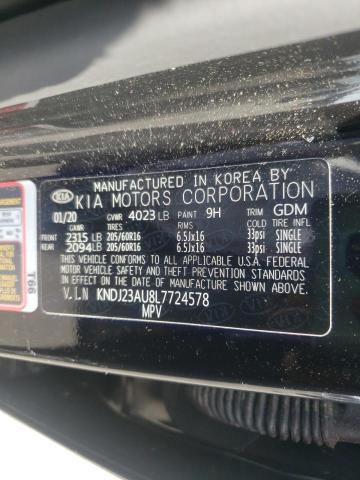 MANUFACTURED IN KOREA BY
KIA KIA MOTORS CORPORATION
01/20 GVWR 4023 LB PAINT 9H TRIM GDM
GAWR TIRES RIMS COLD TIRE INFL
FRONT 2315 LB 205/60R16 6.5Jx16 33psi SINGLE
REAR 2094 LB 205/60R16 6.5Jx16 33psi SINGLE
THIS VEHICLE CONFORMS TO ALL APPLICABLE U.S.A. FEDERAL
MOTOR VEHICLE SAFETY AND THEFT PREVENTION STANDARDS
IN EFFECT ON THE DATE OF MANUFACTURE SHOWN ABOVE.
V.I.N KNDJ23AU8L7724578
MPV
T66